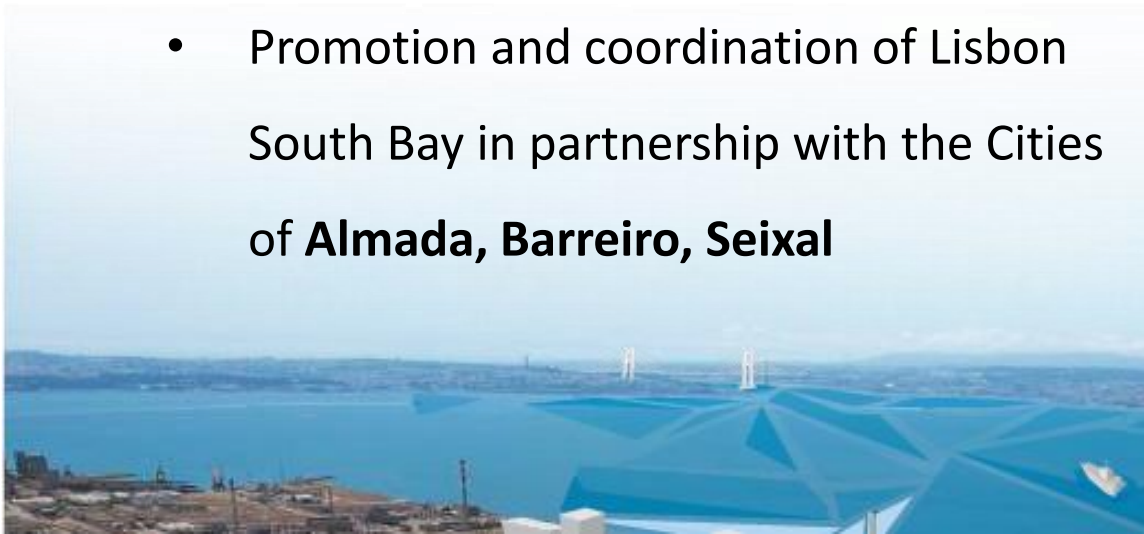 • Promotion and coordination of Lisbon
South Bay in partnership with the Cities
of Almada, Barreiro, Seixal